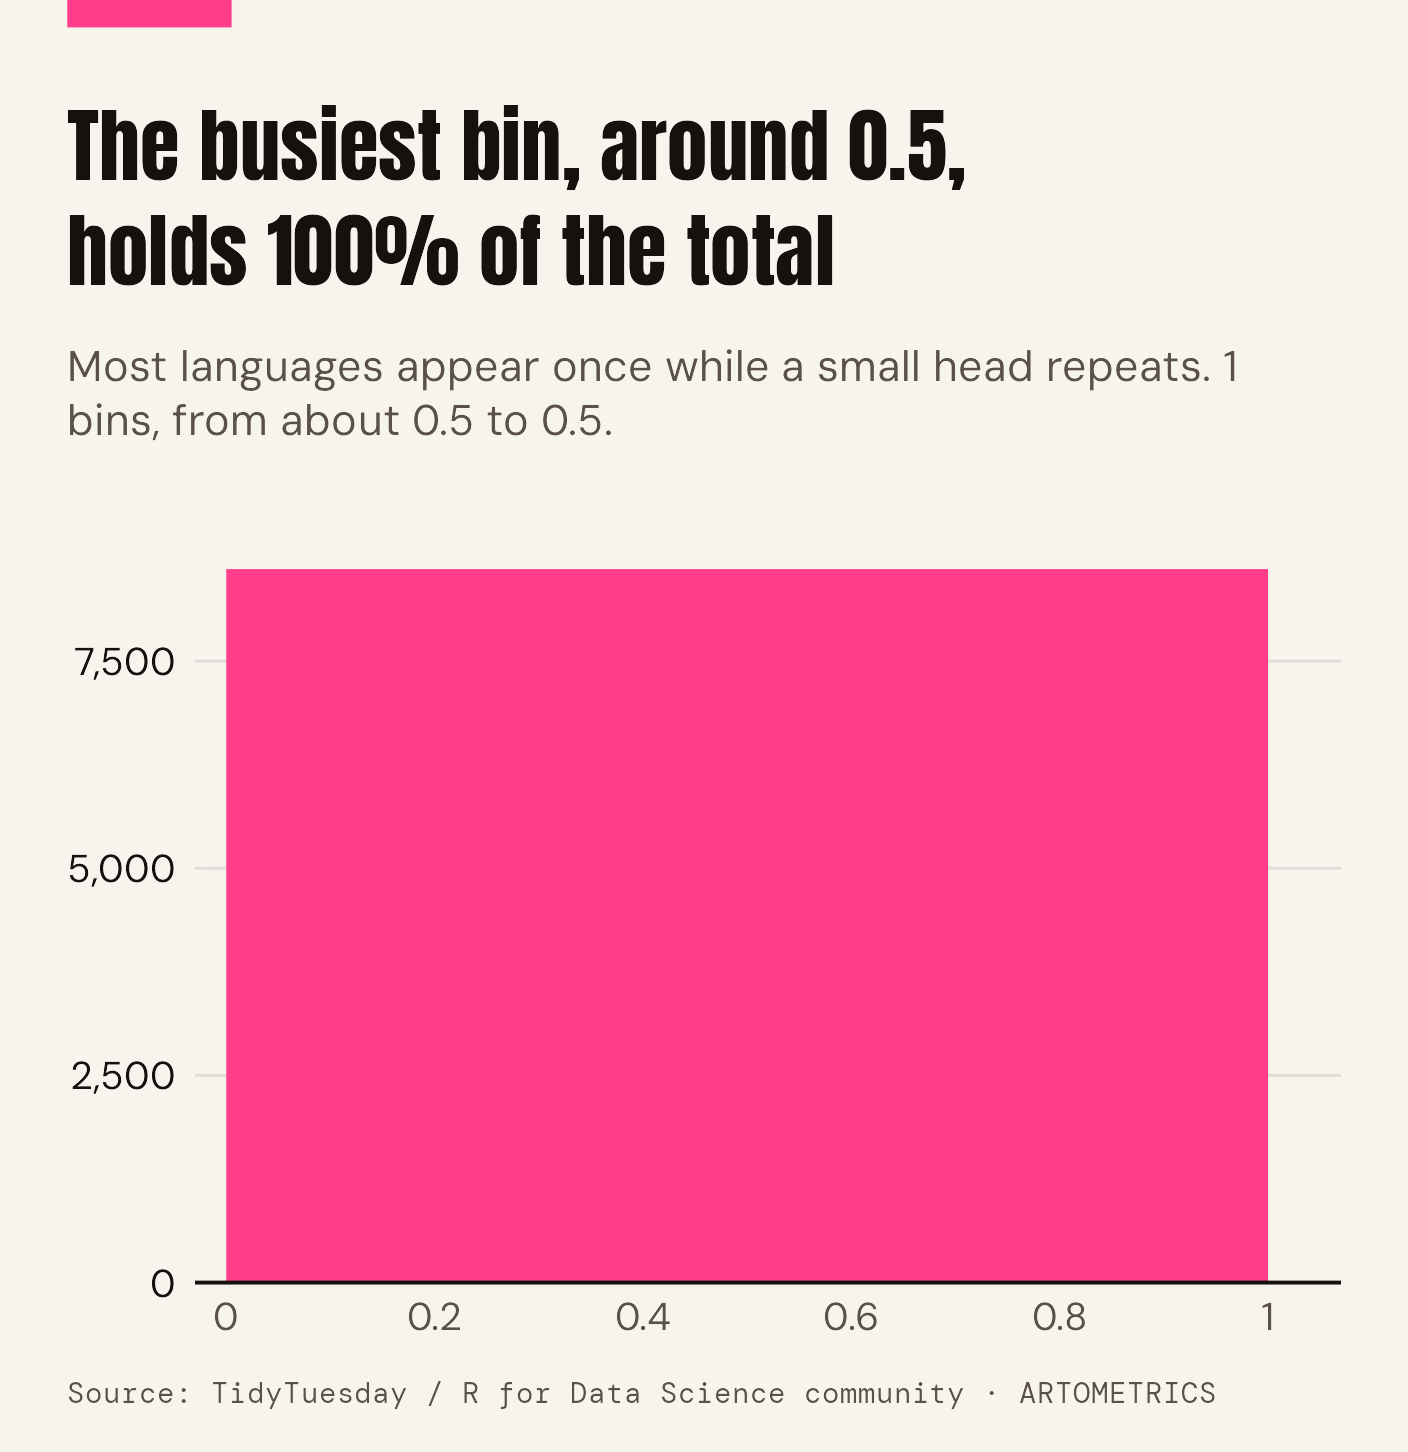 The busiest bin, around 0.5,
holds 100% of the total
Most languages appear once while a small head repeats. 1
bins, from about 0.5 to 0.5.
7,500
5,000
2,500
0
0 0.2 0.4 0.6 0.8 1
Source: TidyTuesday / R for Data Science community · ARTOMETRICS